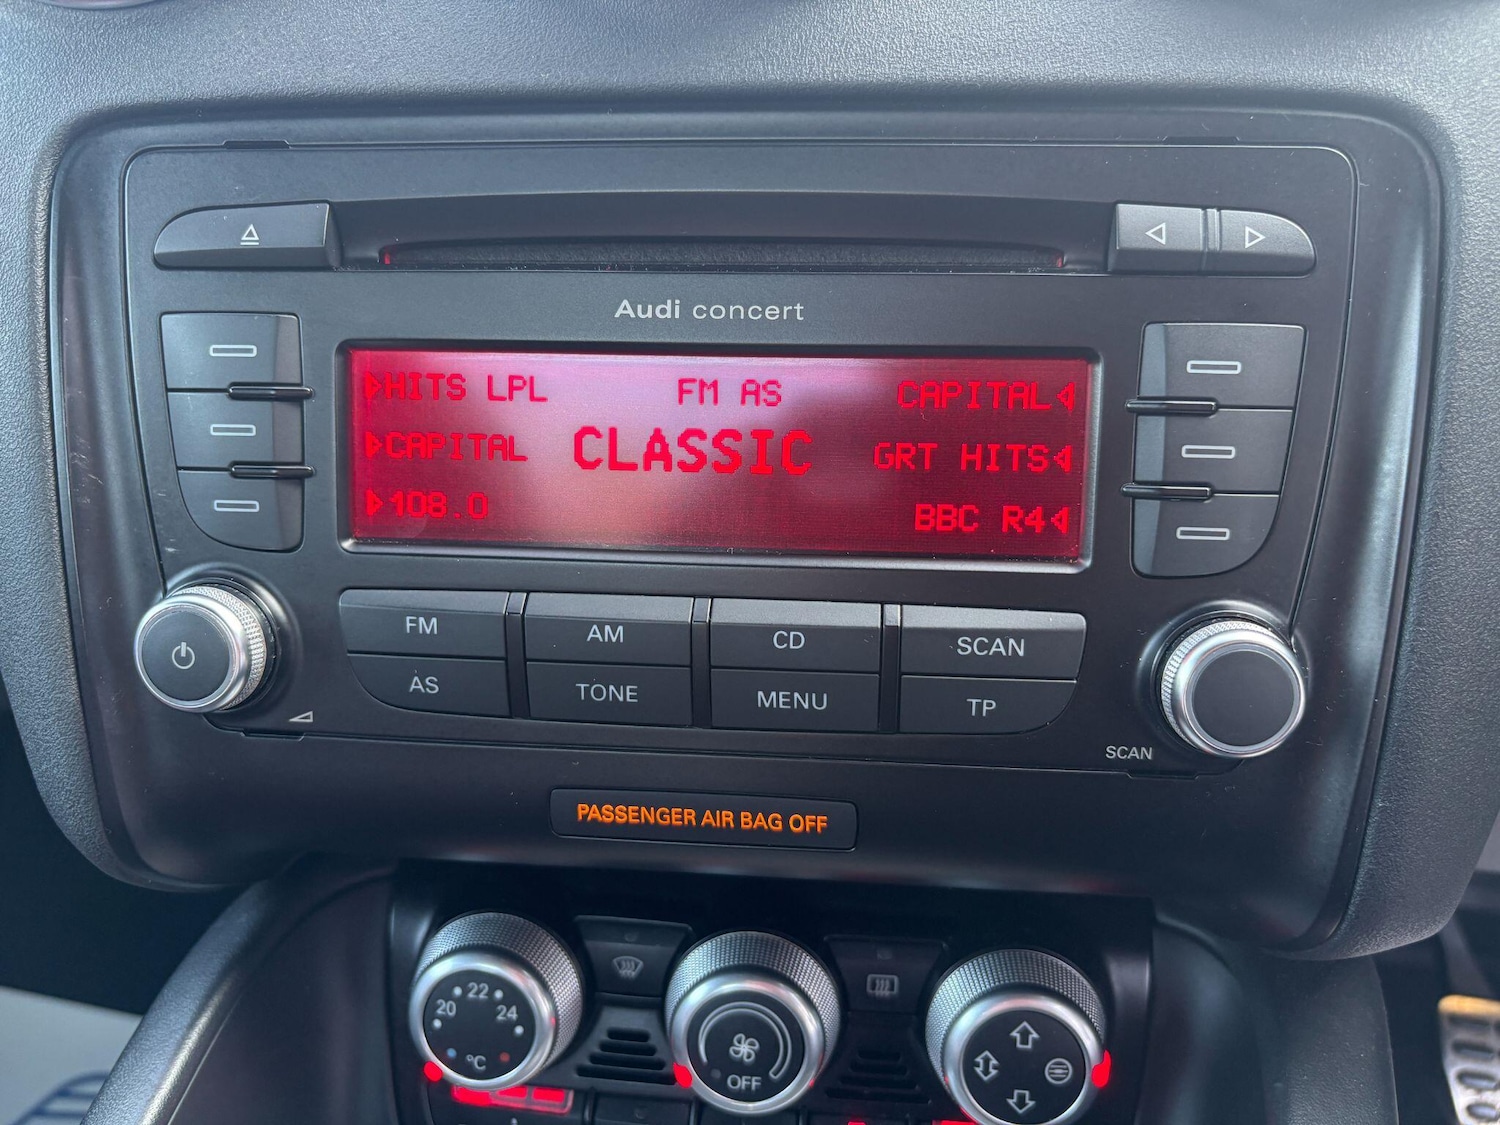 Audi concert
HITS LPL FM AS CAPITAL
CAPITAL CLASSIC GRT HITS
108.0 BBC R4
FM AM CD SCAN
AS TONE MENU TP
SCAN
PASSENGER AIR BAG OFF
20 22 24
°C
OFF